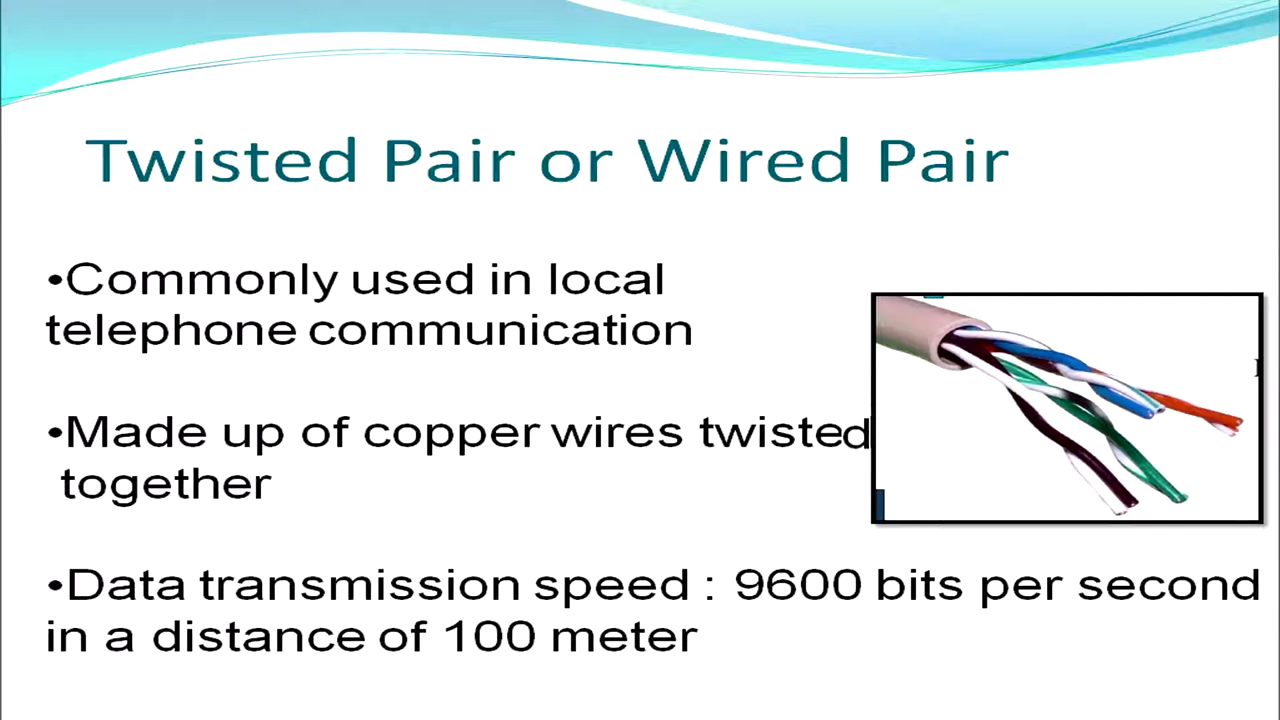 Twisted Pair or Wired Pair
•Commonly used in local
telephone communication
•Made up of copper wires twisted
together
•Data transmission speed : 9600 bits per second
in a distance of 100 meter